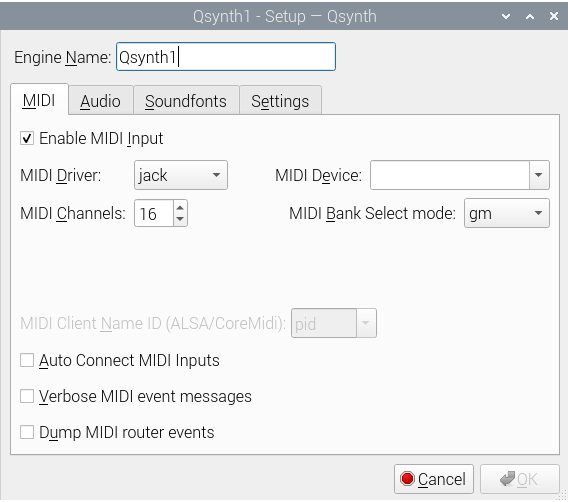 Qsynth1 - Setup — Qsynth
Engine Name: Qsynth1
MIDI Audio Soundfonts Settings
Enable MIDI Input
MIDI Driver: jack MIDI Device:
MIDI Channels: 16 MIDI Bank Select mode: gm
MIDI Client Name ID (ALSA/CoreMidi): pid
Auto Connect MIDI Inputs
Verbose MIDI event messages
Dump MIDI router events
Cancel OK